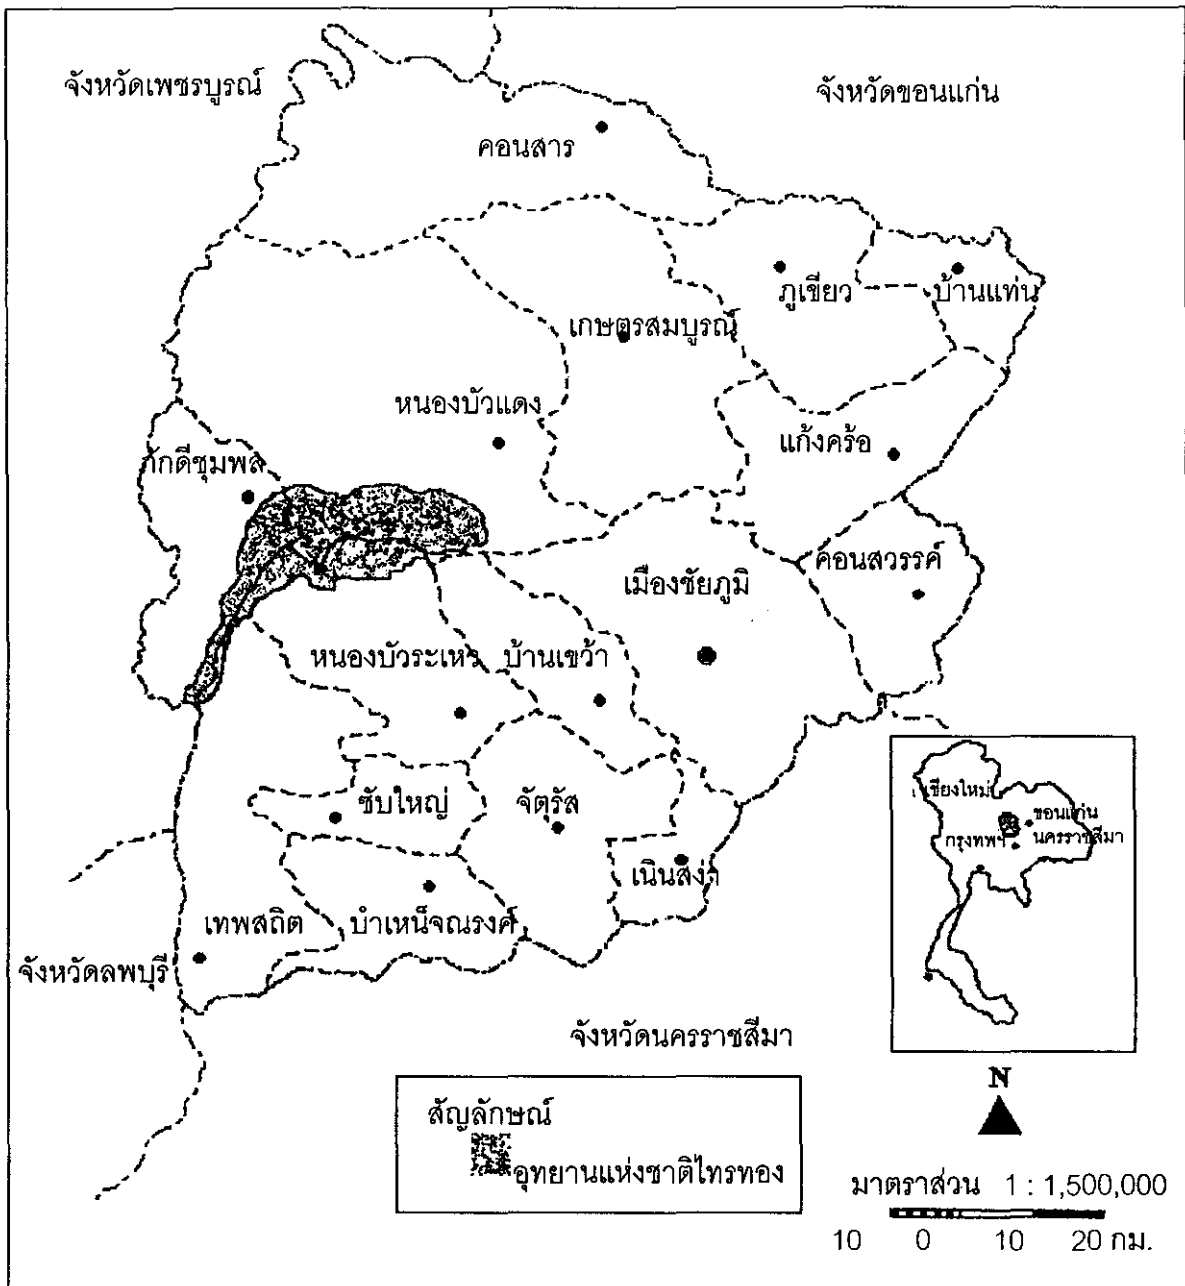 จังหวัดเพชรบูรณ์
จังหวัดขอนแก่น
คอนสาร
ภูเขียว
บ้านแท่น
เกษตรสมบูรณ์
หนองบัวแดง
แก้งคร้อ
ภักดีชุมพล
คอนสวรรค์
เมืองชัยภูมิ
หนองบัวระเหว
บ้านเขว้า
ซับใหญ่
จัตุรัส
เนินสง่า
เทพสถิต
บำเหน็จณรงค์
จังหวัดลพบุรี
จังหวัดนครราชสีมา
เชียงใหม่
ขอนแก่น
กรุงเทพฯ
นครราชสีมา
N
สัญลักษณ์
อุทยานแห่งชาติไทรทอง
มาตราส่วน 1 : 1,500,000
10 0 10 20 กม.